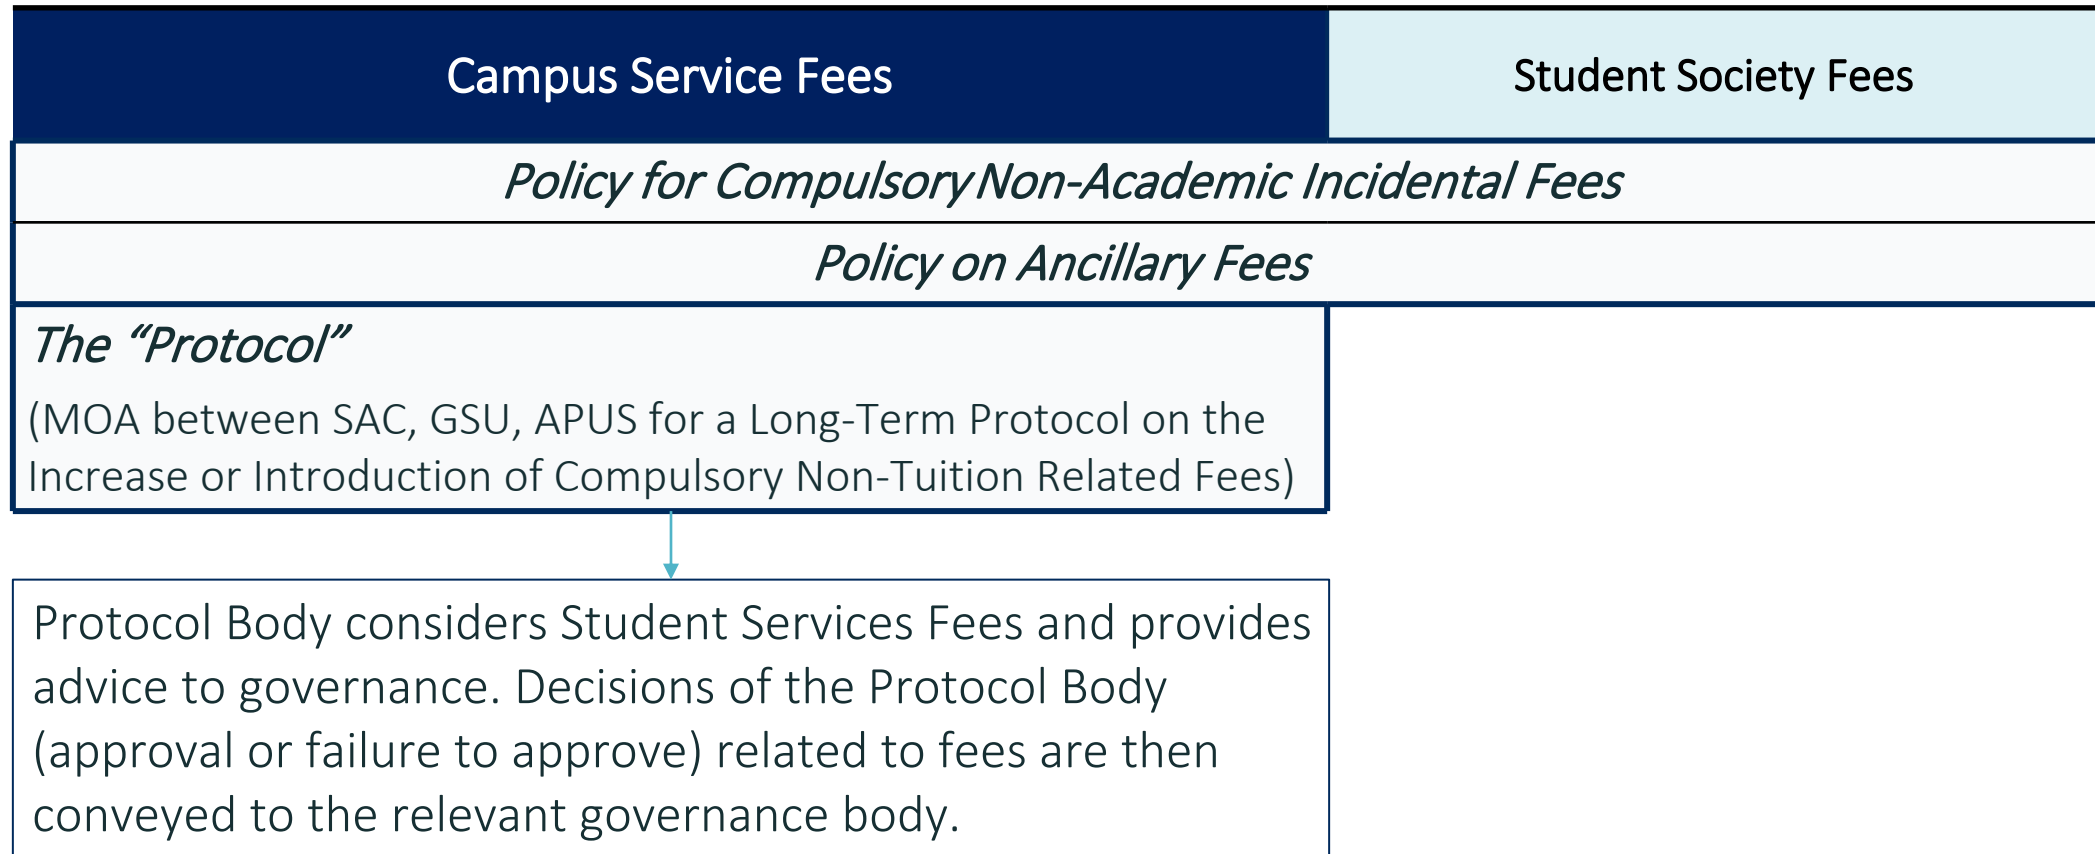 Campus Service Fees
Student Society Fees
Policy for Compulsory Non-Academic Incidental Fees
Policy on Ancillary Fees
The “Protocol”
(MOA between SAC, GSU, APUS for a Long-Term Protocol on the
Increase or Introduction of Compulsory Non-Tuition Related Fees)
Protocol Body considers Student Services Fees and provides
advice to governance. Decisions of the Protocol Body
(approval or failure to approve) related to fees are then
conveyed to the relevant governance body.